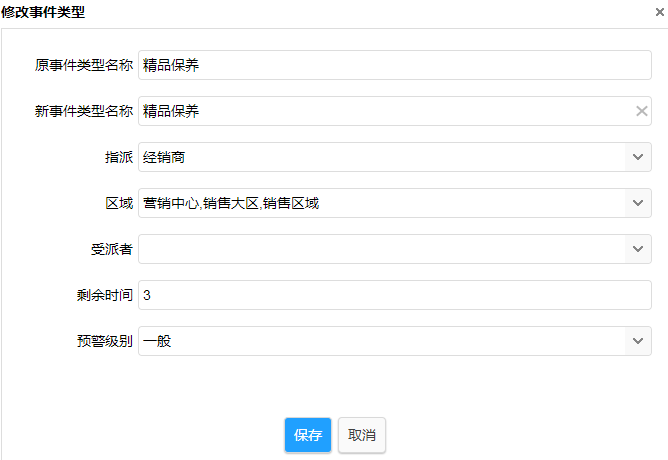 修改事件类型
原事件类型名称 精品保养
新事件类型名称 精品保养
指派 经销商
区域 营销中心,销售大区,销售区域
受派者
剩余时间 3
预警级别 一般
保存 取消